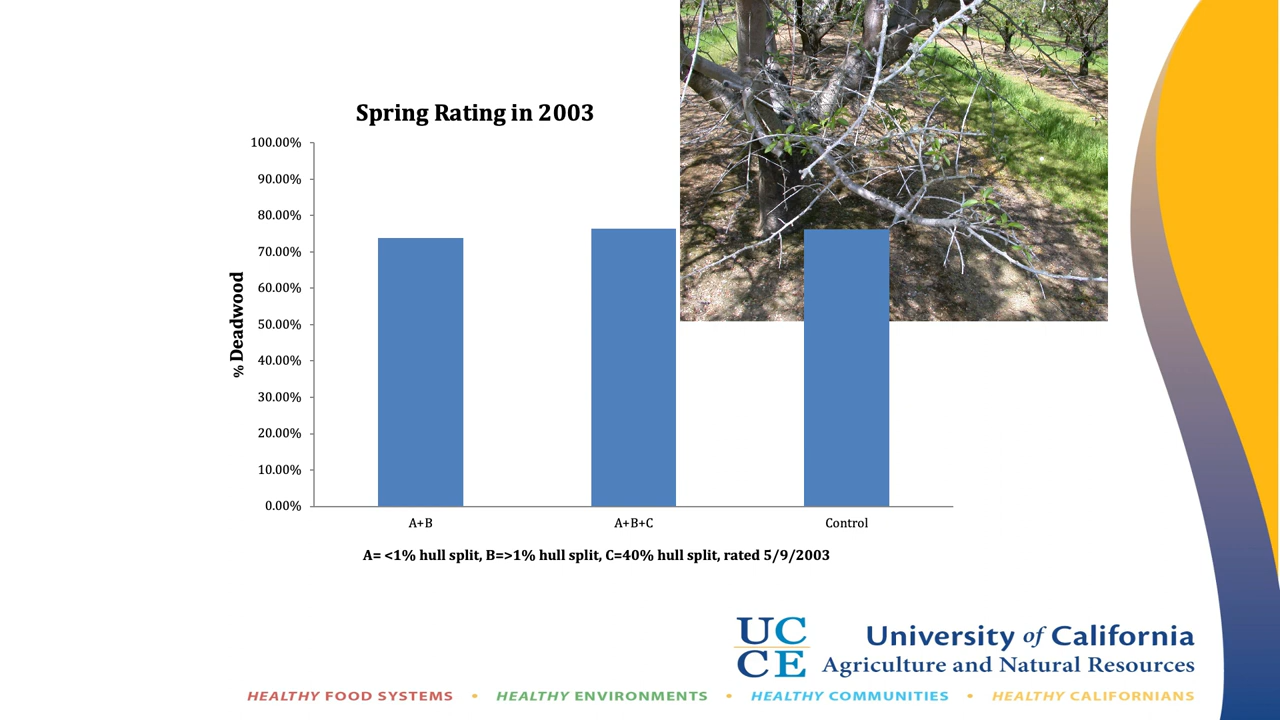 Spring Rating in 2003
100.00%
90.00%
80.00%
70.00%
60.00%
50.00%
40.00%
30.00%
20.00%
10.00%
0.00%
% Deadwood
A+B
A+B+C
Control
A= <1% hull split, B=>1% hull split, C=40% hull split, rated 5/9/2003
UC
CE
University of California
Agriculture and Natural Resources
HEALTHY FOOD SYSTEMS • HEALTHY ENVIRONMENTS • HEALTHY COMMUNITIES • HEALTHY CALIFORNIANS